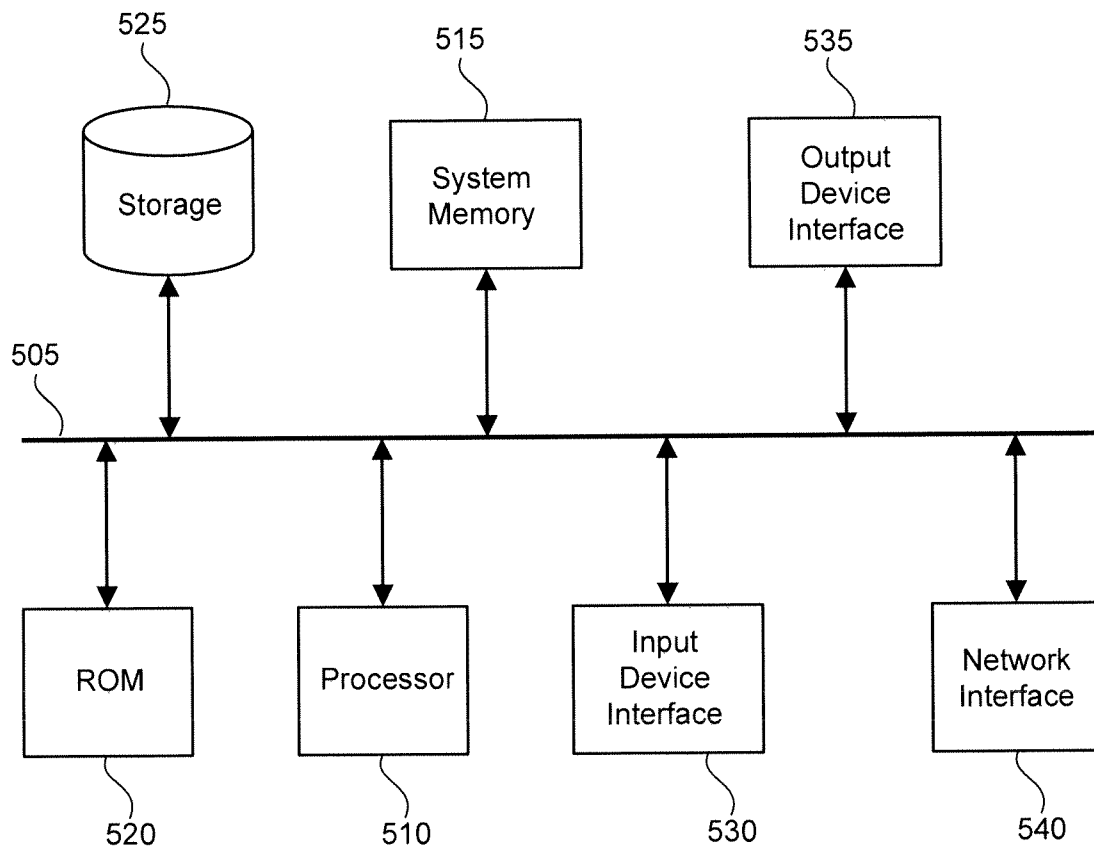 525
515
535
Storage
System
Memory
Output
Device
Interface
505
ROM
Processor
Input
Device
Interface
Network
Interface
520
510
530
540